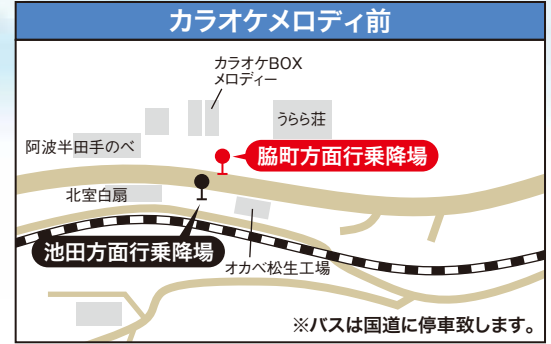 カラオケメロディ前
カラオケBOX
メロディー
うらら荘
阿波半田手のべ
脇町方面行乗降場
北室白扇
池田方面行乗降場
オカベ松生工場
※バスは国道に停車致します。